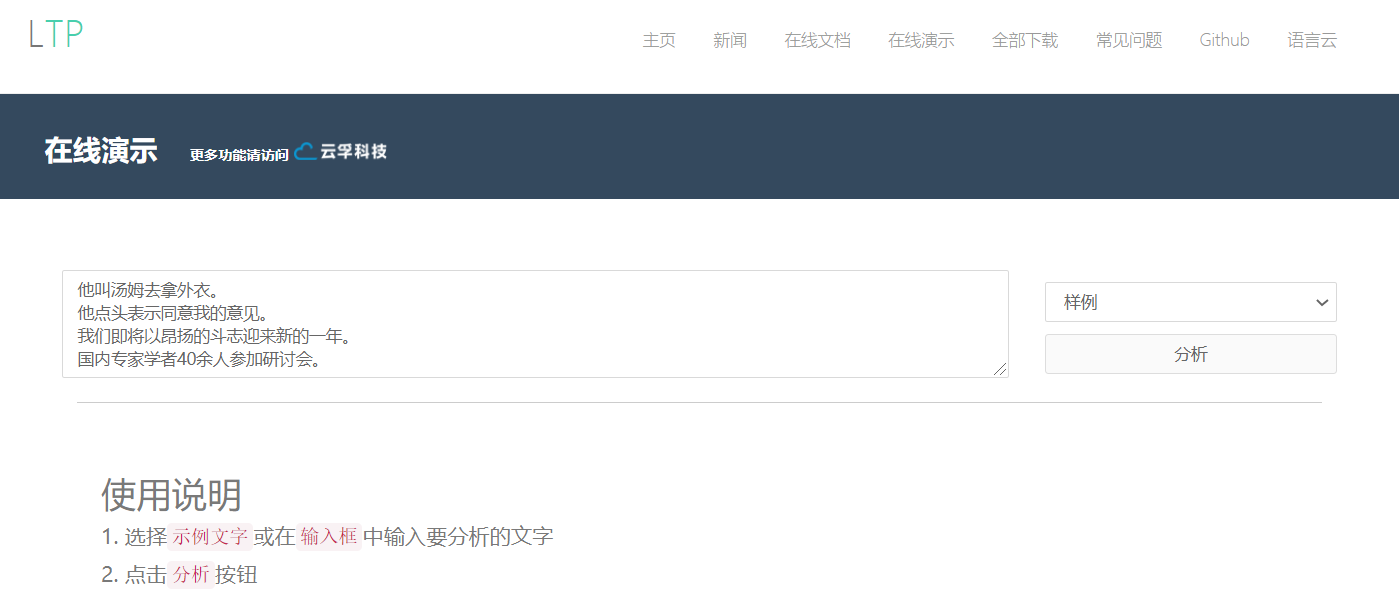 LTP
主页 新闻 在线文档 在线演示 全部下载 常见问题 Github 语言云
在线演示 更多功能请访问 云孚科技
他叫汤姆去拿外衣。
他点头表示同意我的意见。
我们即将以昂扬的斗志迎来新的一年。
国内专家学者40余人参加研讨会。
样例
分析
使用说明
1. 选择 示例文字 或在 输入框 中输入要分析的文字
2. 点击 分析 按钮